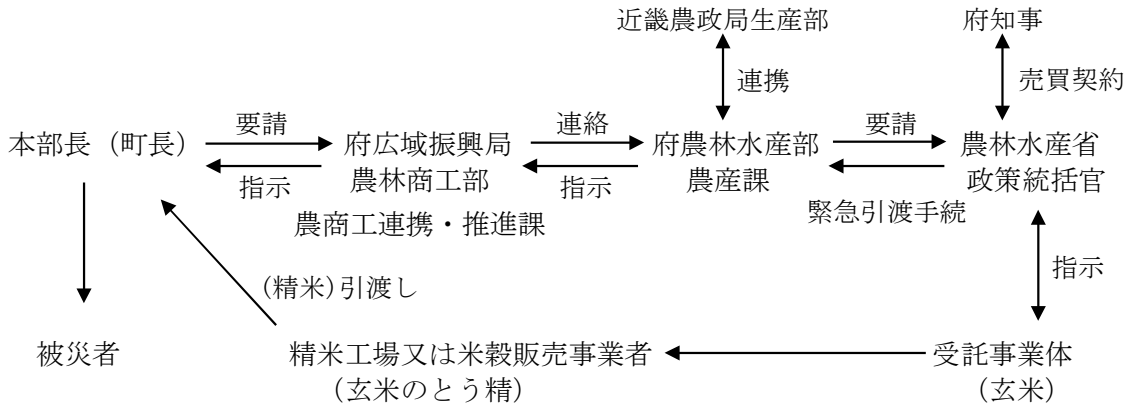 近畿農政局生産部
府知事
連携
売買契約
本部長（町長）
要請
指示
府広域振興局
農林商工部
農商工連携・推進課
連絡
指示
府農林水産部
農産課
要請
緊急引渡手続
農林水産省
政策統括官
指示
(精米)引渡し
被災者
精米工場又は米穀販売事業者
（玄米のとう精）
受託事業体
（玄米）